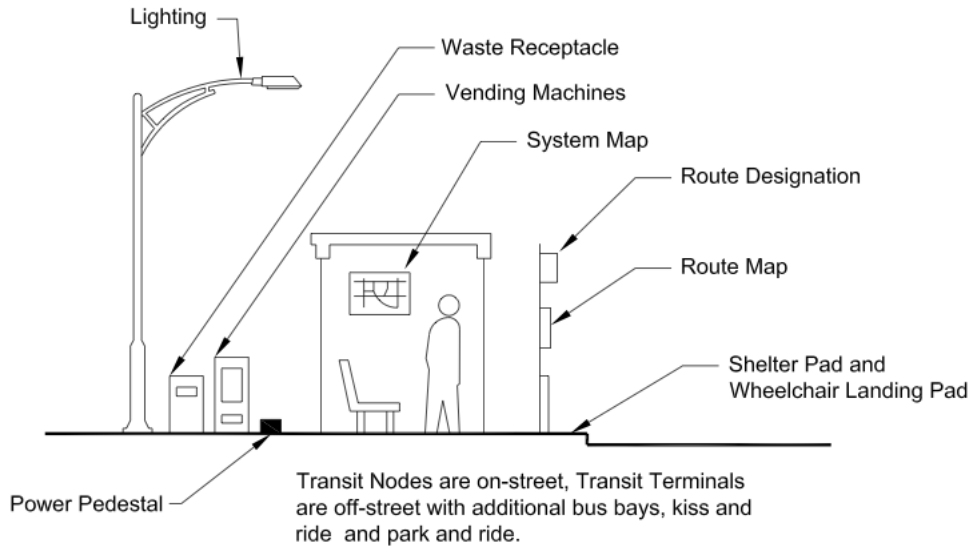 Lighting
Waste Receptacle
Vending Machines
System Map
Route Designation
Route Map
Shelter Pad and
Wheelchair Landing Pad
Power Pedestal
Transit Nodes are on-street, Transit Terminals
are off-street with additional bus bays, kiss and
ride and park and ride.